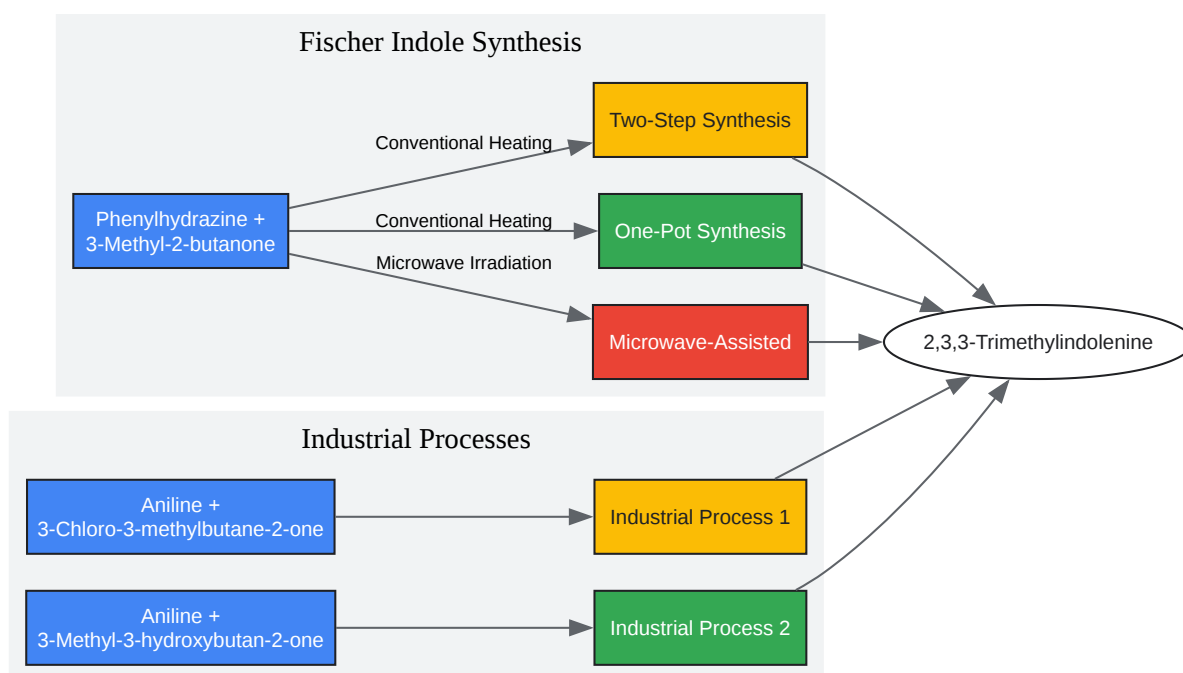 Fischer Indole Synthesis
Two-Step Synthesis
Conventional Heating
Phenylhydrazine +
3-Methyl-2-butanone
Conventional Heating
One-Pot Synthesis
Microwave Irradiation
Microwave-Assisted
2,3,3-Trimethylindolenine
Industrial Processes
Aniline +
3-Chloro-3-methylbutane-2-one
Industrial Process 1
Aniline +
3-Methyl-3-hydroxybutan-2-one
Industrial Process 2